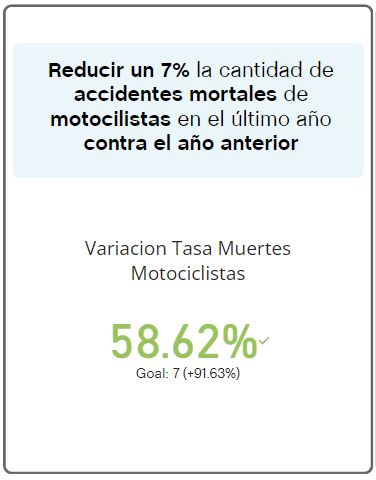 Reducir un 7% la cantidad de
accidentes mortales de
motocilistas en el último año
contra el año anterior
Variacion Tasa Muertes
Motociclistas
58.62%✓
Goal: 7 (+91.63%)